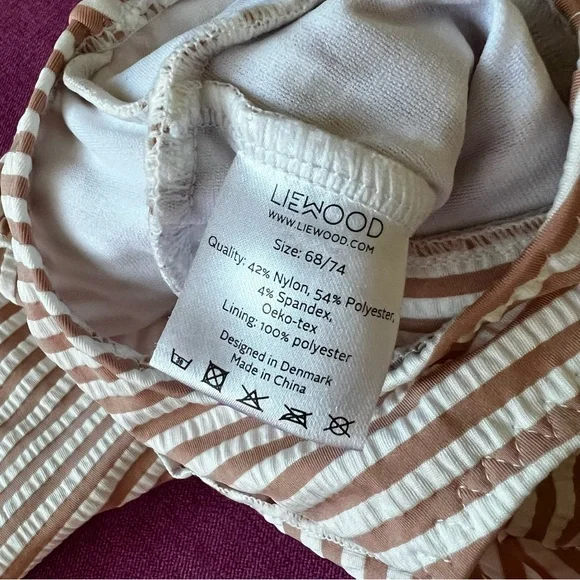 LIEWOOD
WWW.LIEWOOD.COM
Size: 68/74
Quality: 42% Nylon, 54% Polyester,
4% Spandex,
Oeko-tex
Lining: 100% polyester
Designed in Denmark
Made in China